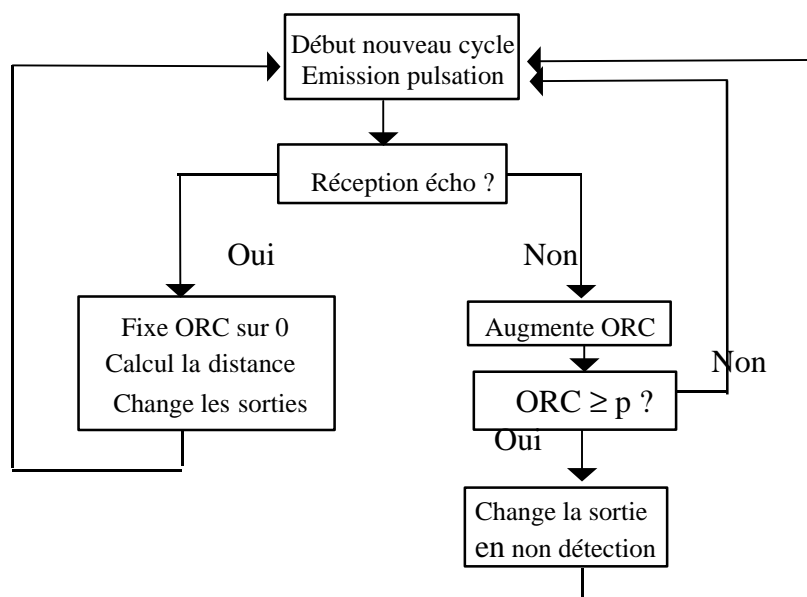 Début nouveau cycle
Emission pulsation
Réception écho ?
Oui
Non
Fixe ORC sur 0
Calcul la distance
Change les sorties
Augmente ORC
Non
ORC ≥ p ?
Oui
Change la sortie
en non détection